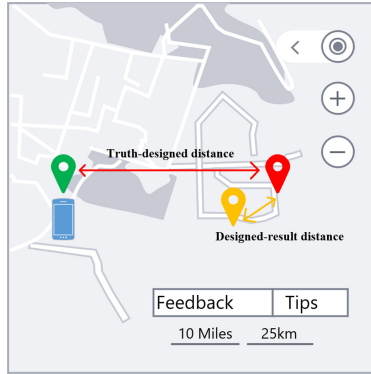 Truth-designed distance
Designed-result distance
Feedback Tips
10 Miles 25km